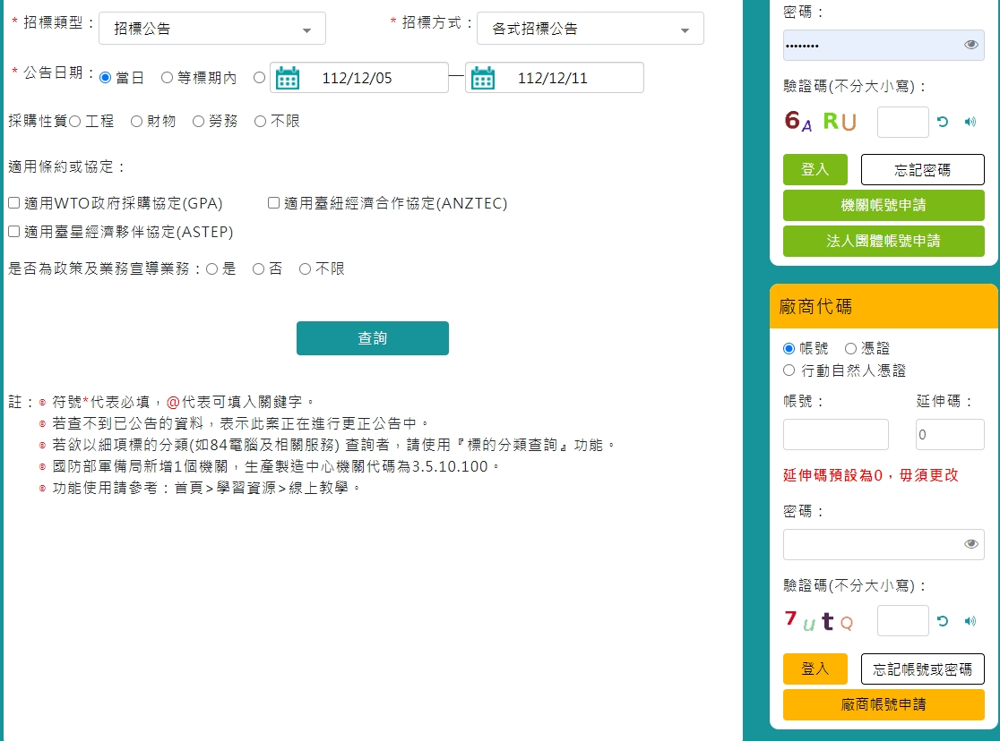 * 招標類型： 招標公告 * 招標方式： 各式招標公告
* 公告日期： 當日 等標期內 112/12/05 — 112/12/11
採購性質 工程 財物 勞務 不限
適用條約或協定：
適用WTO政府採購協定(GPA) 適用臺紐經濟合作協定(ANZTEC)
適用臺星經濟夥伴協定(ASTEP)
是否為政策及業務宣導業務： 是 否 不限
查詢
註：◎ 符號*代表必填，@代表可填入關鍵字。
◎ 若查不到已公告的資料，表示此案正在進行更正公告中。
◎ 若欲以細項標的分類(如84電腦及相關服務) 查詢者，請使用『標的分類查詢』功能。
◎ 國防部軍備局新增1個機關，生產製造中心機關代碼為3.5.10.100。
◎ 功能使用請參考：首頁>學習資源>線上教學。
密碼：
••••••••
驗證碼(不分大小寫)：
6A RU
登入 忘記密碼
機關帳號申請
法人團體帳號申請
廠商代碼
帳號 憑證
行動自然人憑證
帳號： 延伸碼：
0
延伸碼預設為0，毋須更改
密碼：
驗證碼(不分大小寫)：
7utQ
登入 忘記帳號或密碼
廠商帳號申請